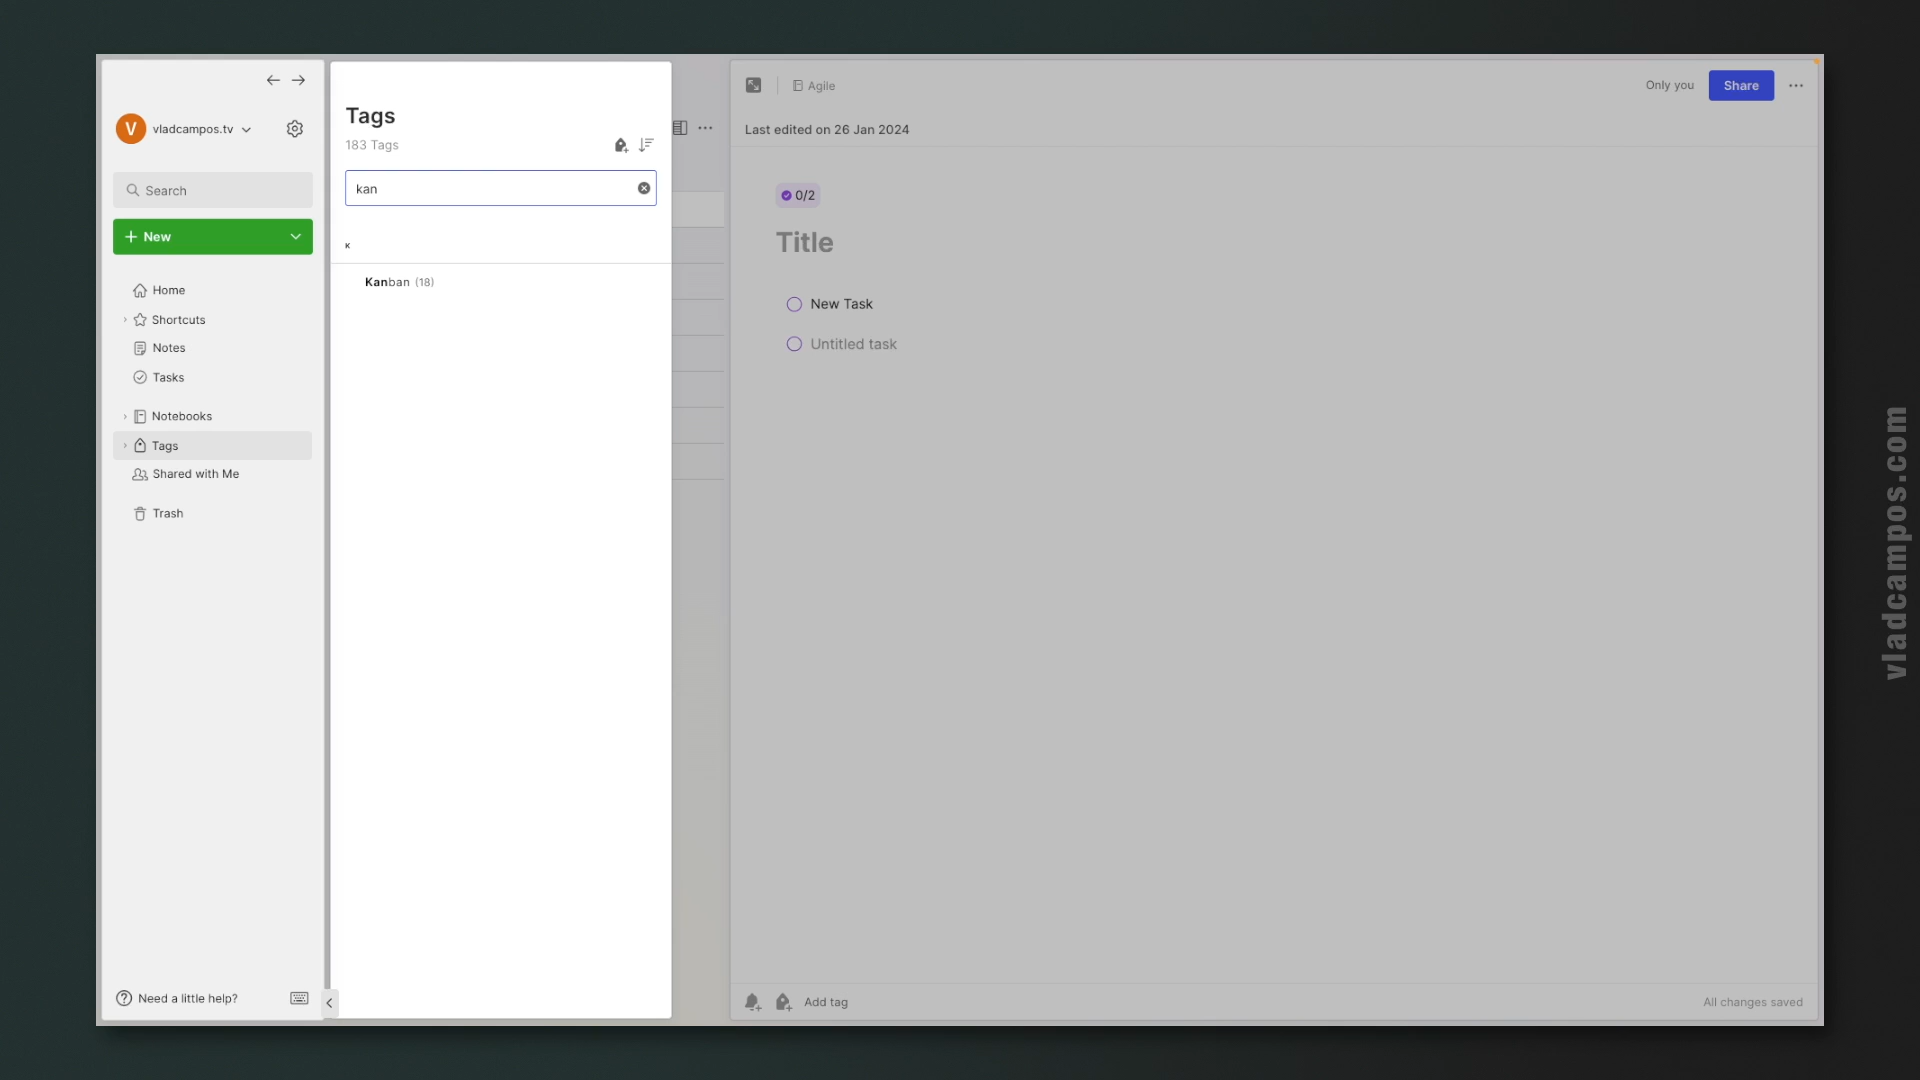 V vladcampos.tv
Search
New
Home
Shortcuts
Notes
Tasks
Notebooks
Tags
Shared with Me
Trash
Need a little help?
Tags
183 Tags
kan
K
Kanban (18)
Agile
Only you
Share
Last edited on 26 Jan 2024
0/2
Title
New Task
Untitled task
Add tag
All changes saved
vladcampos.com